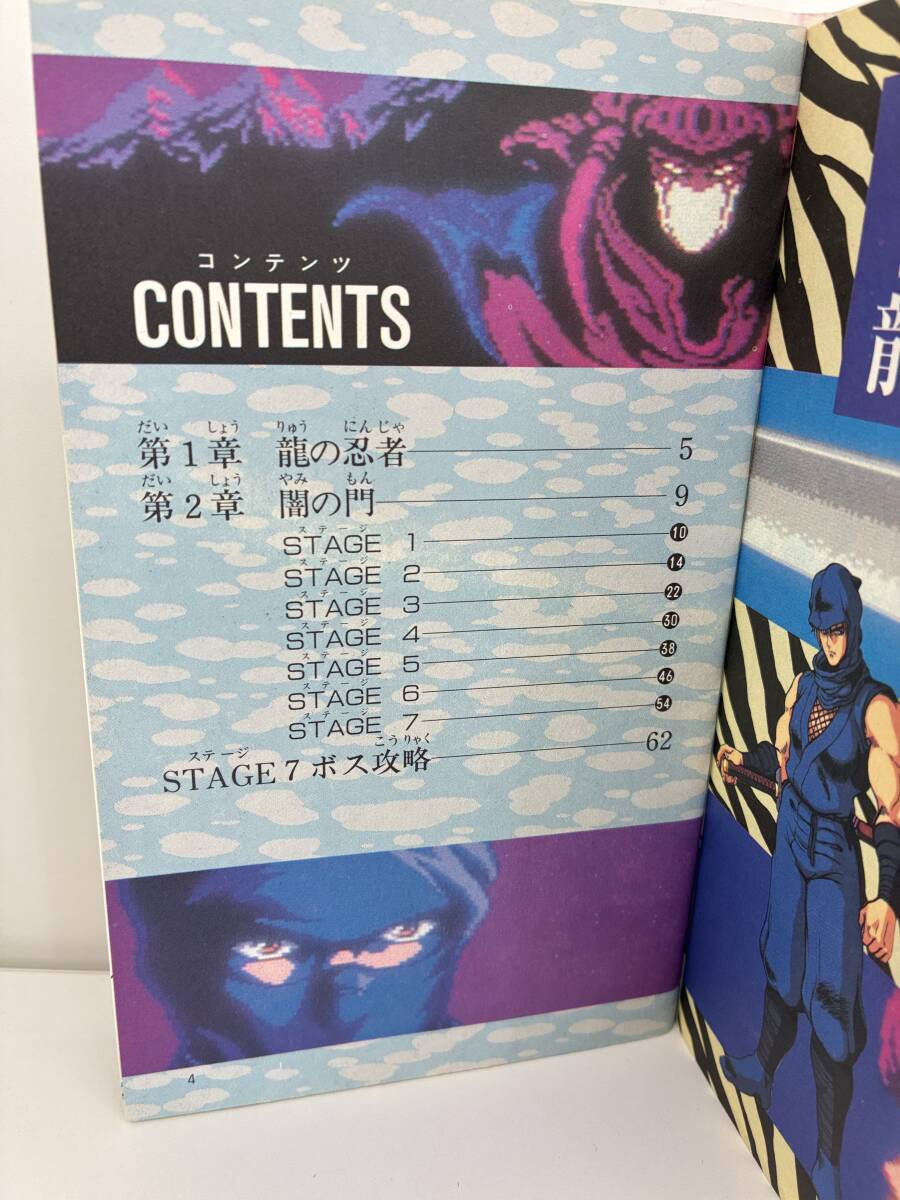 コンテンツ
CONTENTS
だい しょう りゅう にんじゃ
第1章 龍の忍者 5
だい しょう やみ もん
第2章 闇の門 9
ステージ
STAGE 1 10
ステージ
STAGE 2 14
ステージ
STAGE 3 22
ステージ
STAGE 4 30
ステージ
STAGE 5 38
ステージ
STAGE 6 46
ステージ
STAGE 7 54
ステージ こうりゃく
STAGE7ボス攻略 62
4